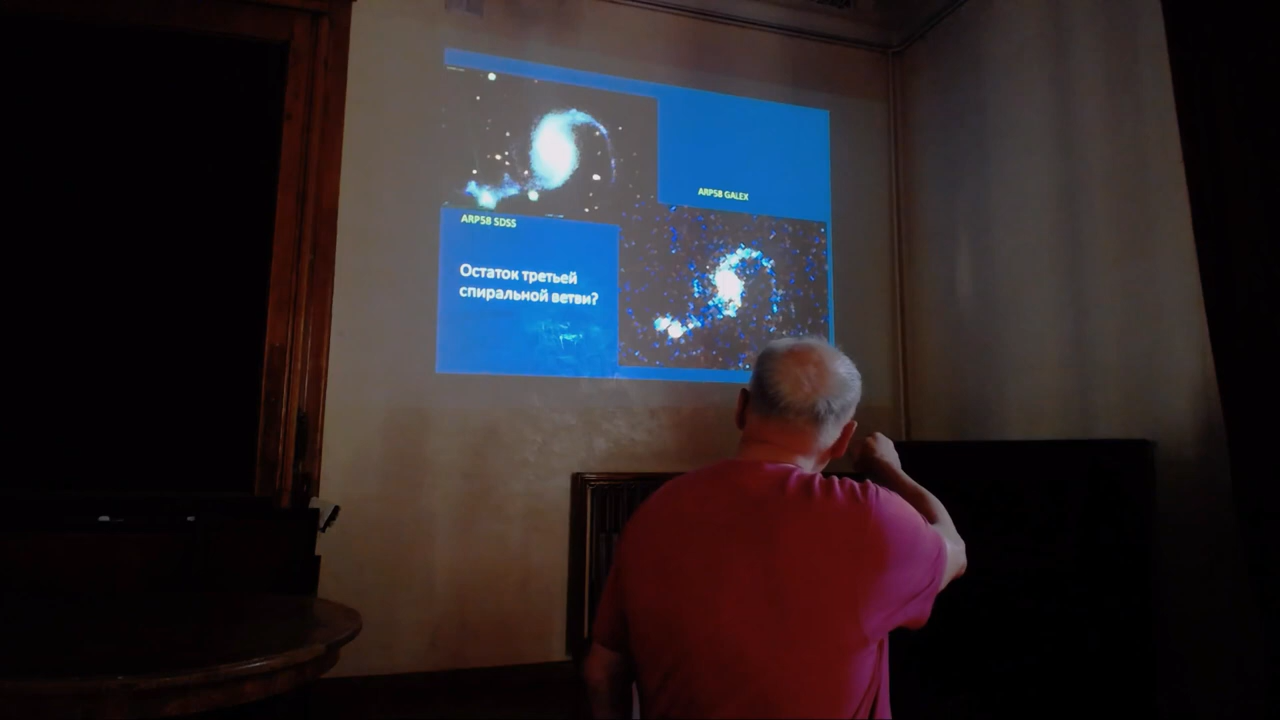 ARP58 GALEX
ARP58 SDSS
Остаток третьей
спиральной ветви?